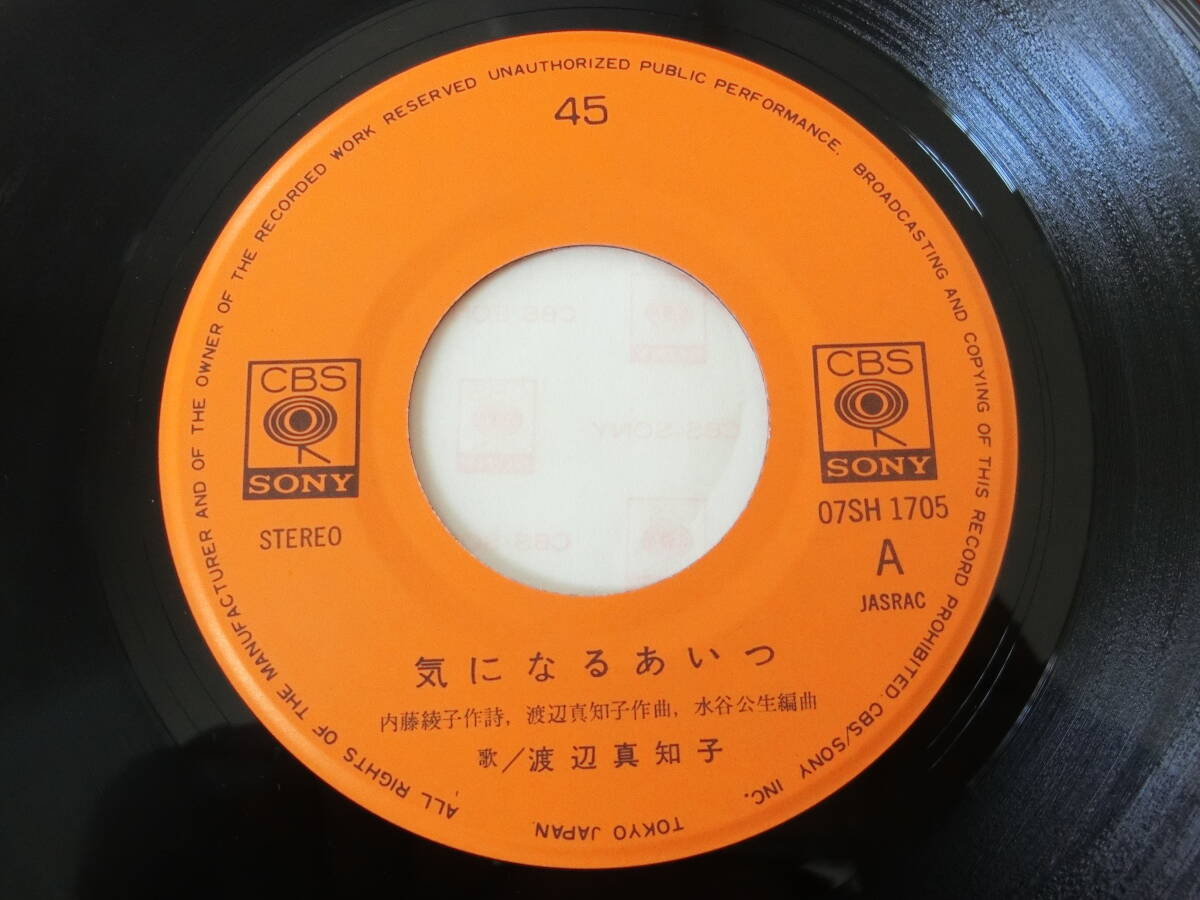 45
ALL RIGHTS OF THE MANUFACTURER AND OF THE OWNER OF THE RECORDED WORK RESERVED UNAUTHORIZED PUBLIC PERFORMANCE. BROADCASTING AND COPYING OF THIS RECORD PROHIBITED. CBS/SONY INC.
TOKYO JAPAN
CBS
SONY
STEREO
CBS
SONY
07SH 1705
A
JASRAC
気になるあいつ
内藤綾子作詩, 渡辺真知子作曲, 水谷公生編曲
歌/渡辺真知子